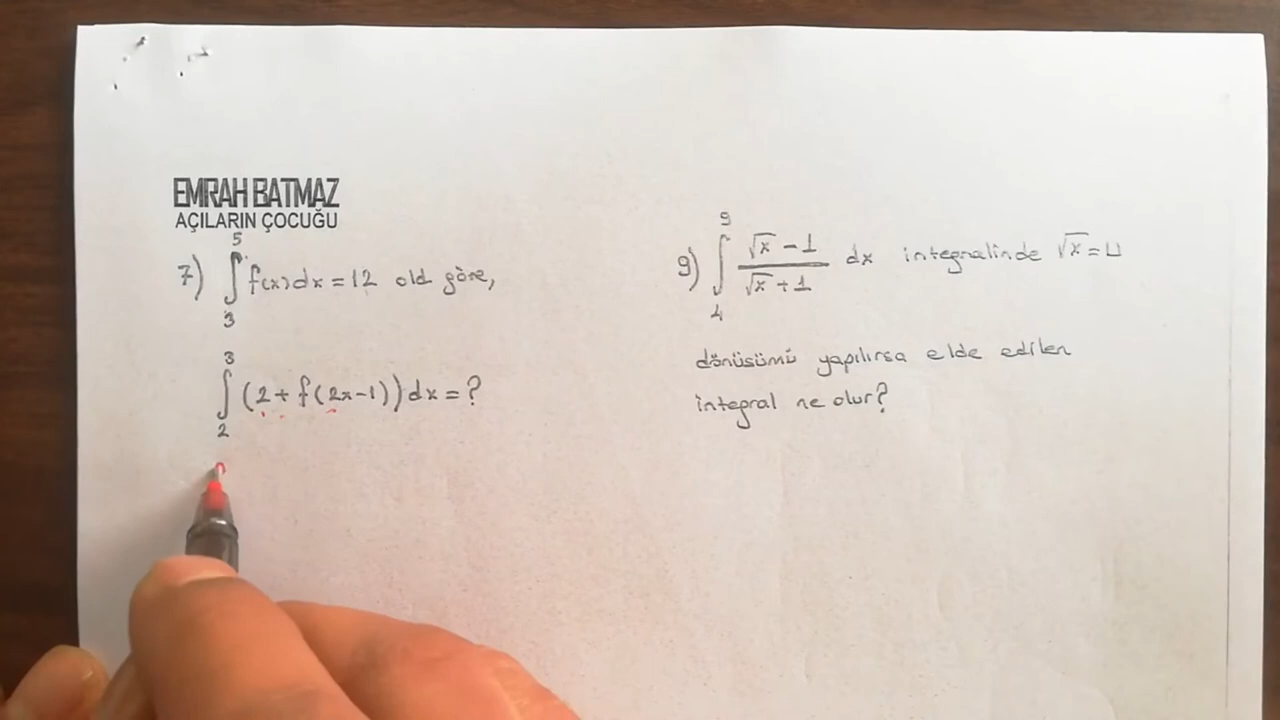 EMRAH BATMAZ
AÇILARIN ÇOCUĞU
7) ∫₃⁵ f(x)dx = 12 old göre,
∫₂³ (2+f(2x-1))dx = ?
9) ∫₄⁹ (√x - 1)/(√x + 1) dx integralinde √x = u
dönüşümü yapılırsa elde edilen
integral ne olur?